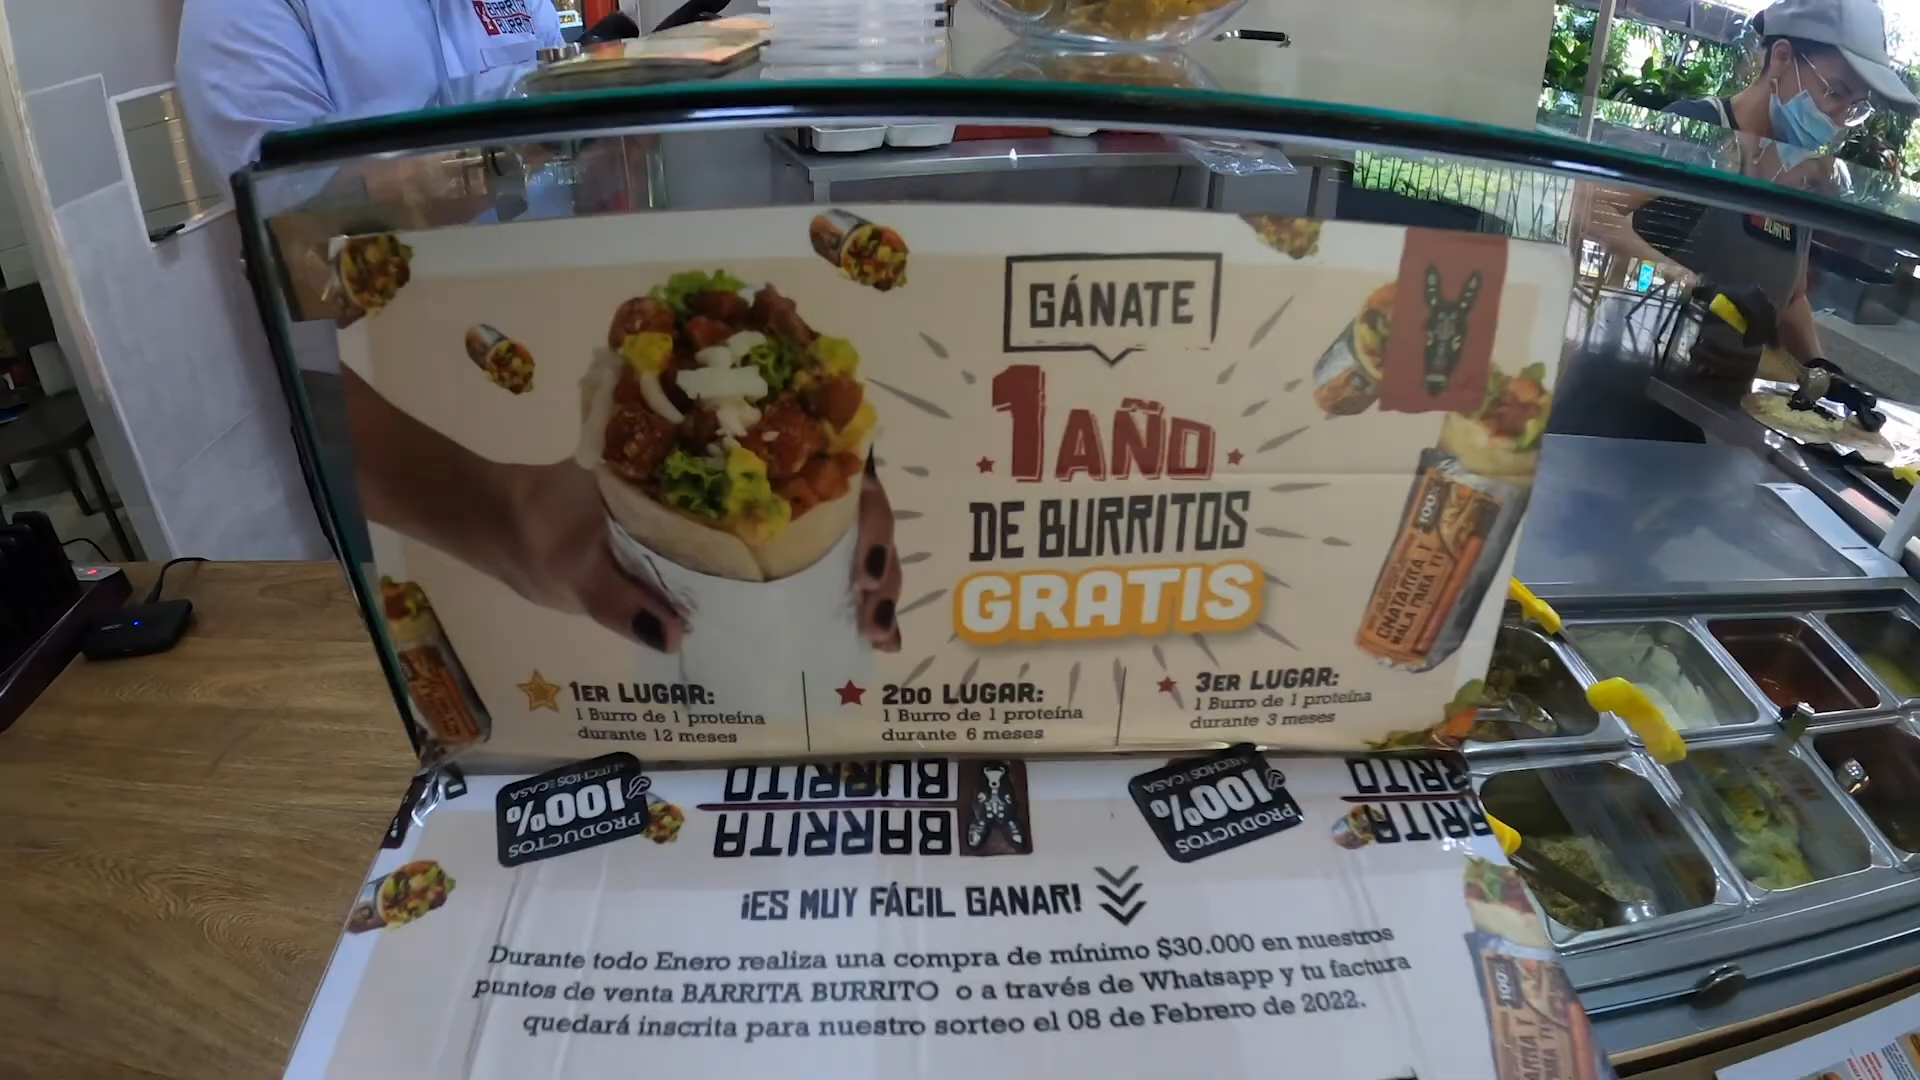 BARRITA
BURRITO
GÁNATE
1 AÑO
DE BURRITOS
GRATIS
100%
CHATARRITA Y
MALA PARA TI
1ER LUGAR:
1 Burro de 1 proteína
durante 12 meses
2DO LUGAR:
1 Burro de 1 proteína
durante 6 meses
3ER LUGAR:
1 Burro de 1 proteína
durante 3 meses
PRODUCTOS
100%
HECHOS EN CASA
BARRITA
BURRITO
PRODUCTOS
100%
HECHOS EN CASA
¡ES MUY FÁCIL GANAR!
Durante todo Enero realiza una compra de mínimo $30.000 en nuestros
puntos de venta BARRITA BURRITO o a través de Whatsapp y tu factura
quedará inscrita para nuestro sorteo el 08 de Febrero de 2022.